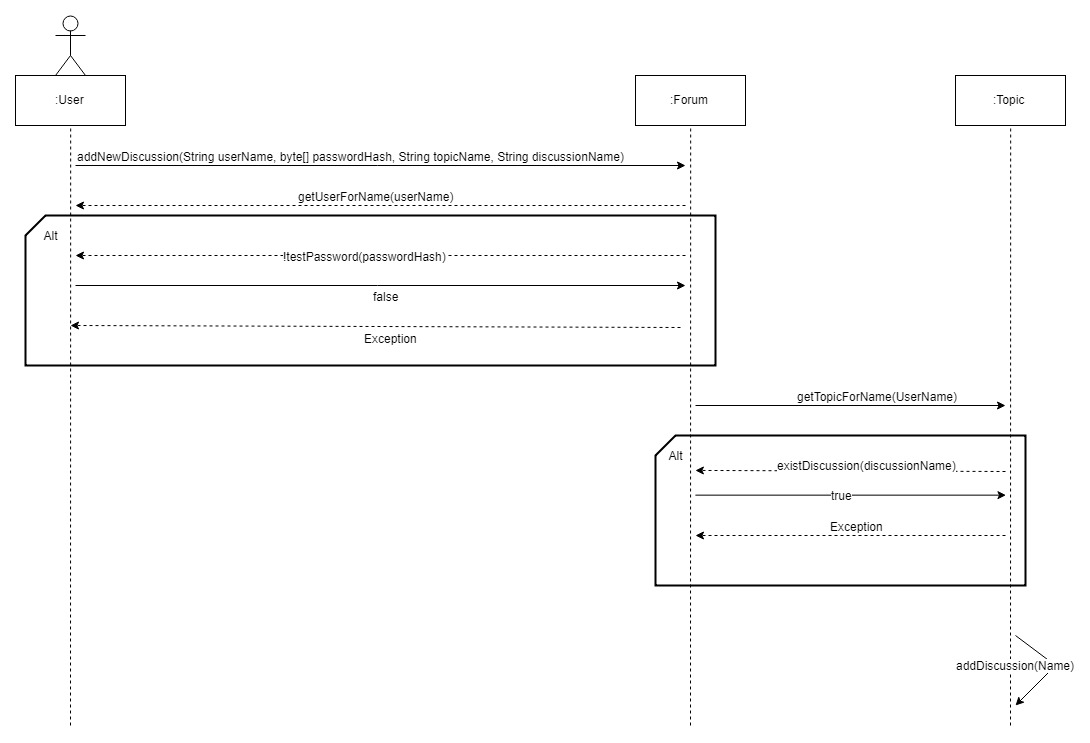 :User
:Forum
:Topic
addNewDiscussion(String userName, byte[] passwordHash, String topicName, String discussionName)
getUserForName(userName)
Alt
!testPassword(passwordHash)
false
Exception
getTopicForName(UserName)
Alt
existDiscussion(discussionName)
true
Exception
addDiscussion(Name)